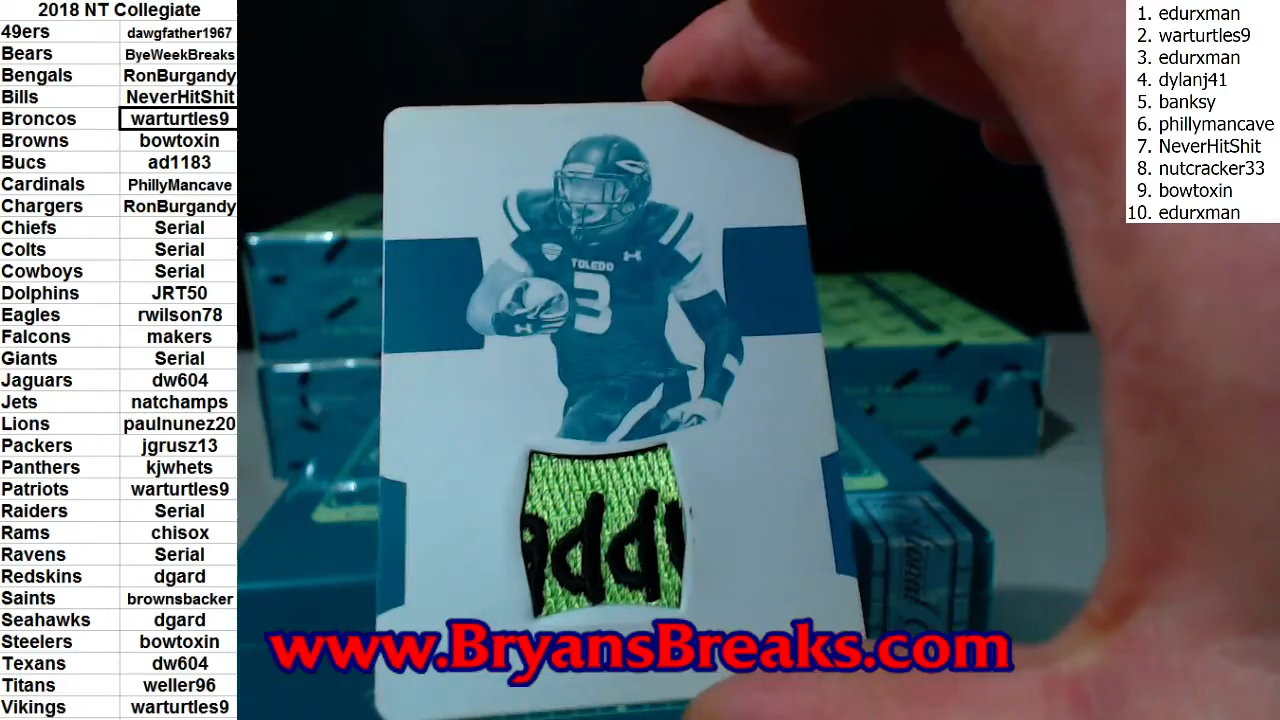 2018 NT Collegiate
49ers dawgfather1967
Bears ByeWeekBreaks
Bengals RonBurgandy
Bills NeverHitShit
Broncos warturtles9
Browns bowtoxin
Bucs ad1183
Cardinals PhillyMancave
Chargers RonBurgandy
Chiefs Serial
Colts Serial
Cowboys Serial
Dolphins JRT50
Eagles rwilson78
Falcons makers
Giants Serial
Jaguars dw604
Jets natchamps
Lions paulnunez20
Packers jgrusz13
Panthers kjwhets
Patriots warturtles9
Raiders Serial
Rams chisox
Ravens Serial
Redskins dgard
Saints brownsbacker
Seahawks dgard
Steelers bowtoxin
Texans dw604
Titans weller96
Vikings warturtles9
1. edurxman
2. warturtles9
3. edurxman
4. dylanj41
5. banksy
6. phillymancave
7. NeverHitShit
8. nutcracker33
9. bowtoxin
10. edurxman
TOLEDO
3
www.BryansBreaks.com